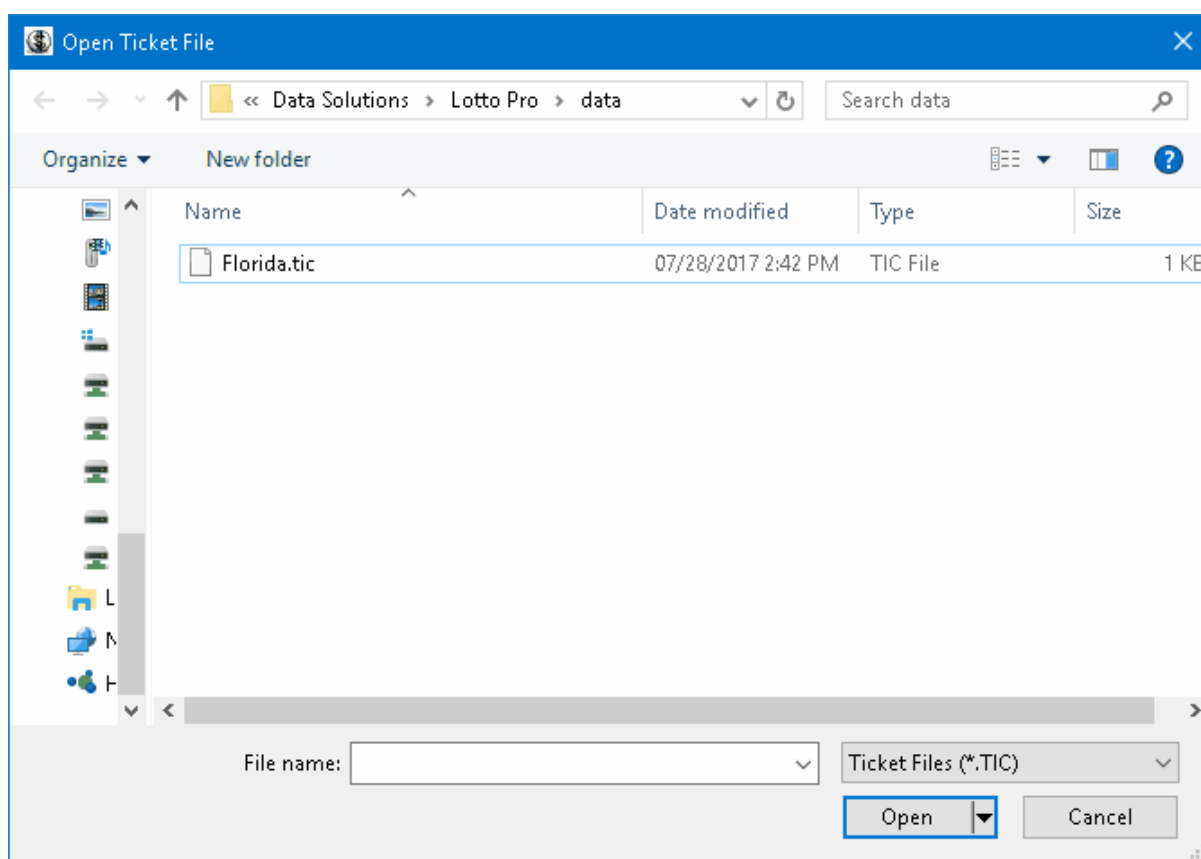 Open Ticket File
« Data Solutions > Lotto Pro > data
Search data
Organize
New folder
Name
Date modified
Type
Size
Florida.tic
07/28/2017 2:42 PM
TIC File
1 KB
L
N
H
File name:
Ticket Files (*.TIC)
Open
Cancel